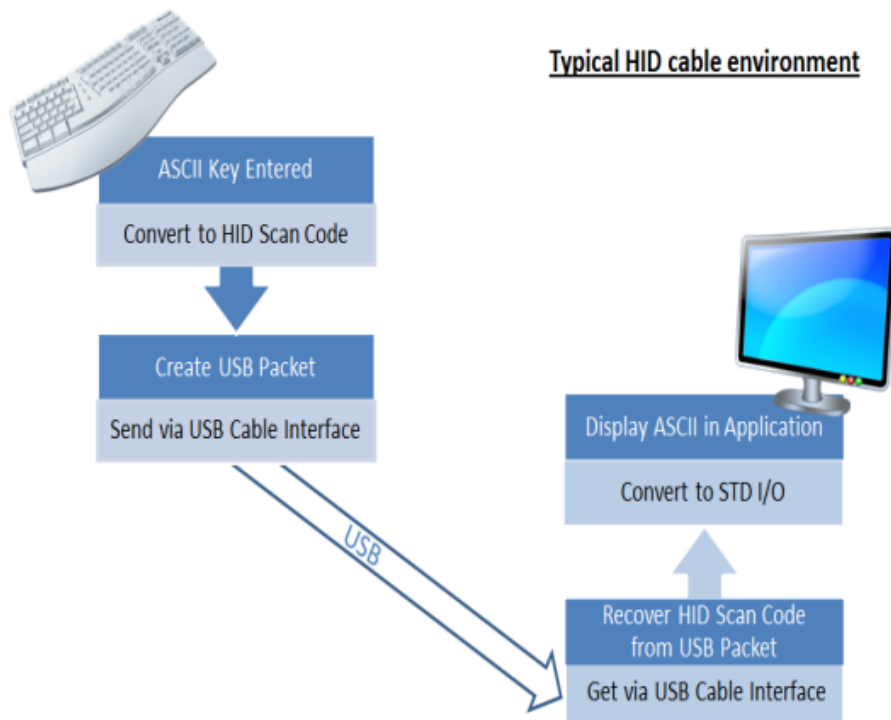 Typical HID cable environment
ASCII Key Entered
Convert to HID Scan Code
Create USB Packet
Send via USB Cable Interface
USB
Display ASCII in Application
Convert to STD I/O
Recover HID Scan Code
from USB Packet
Get via USB Cable Interface